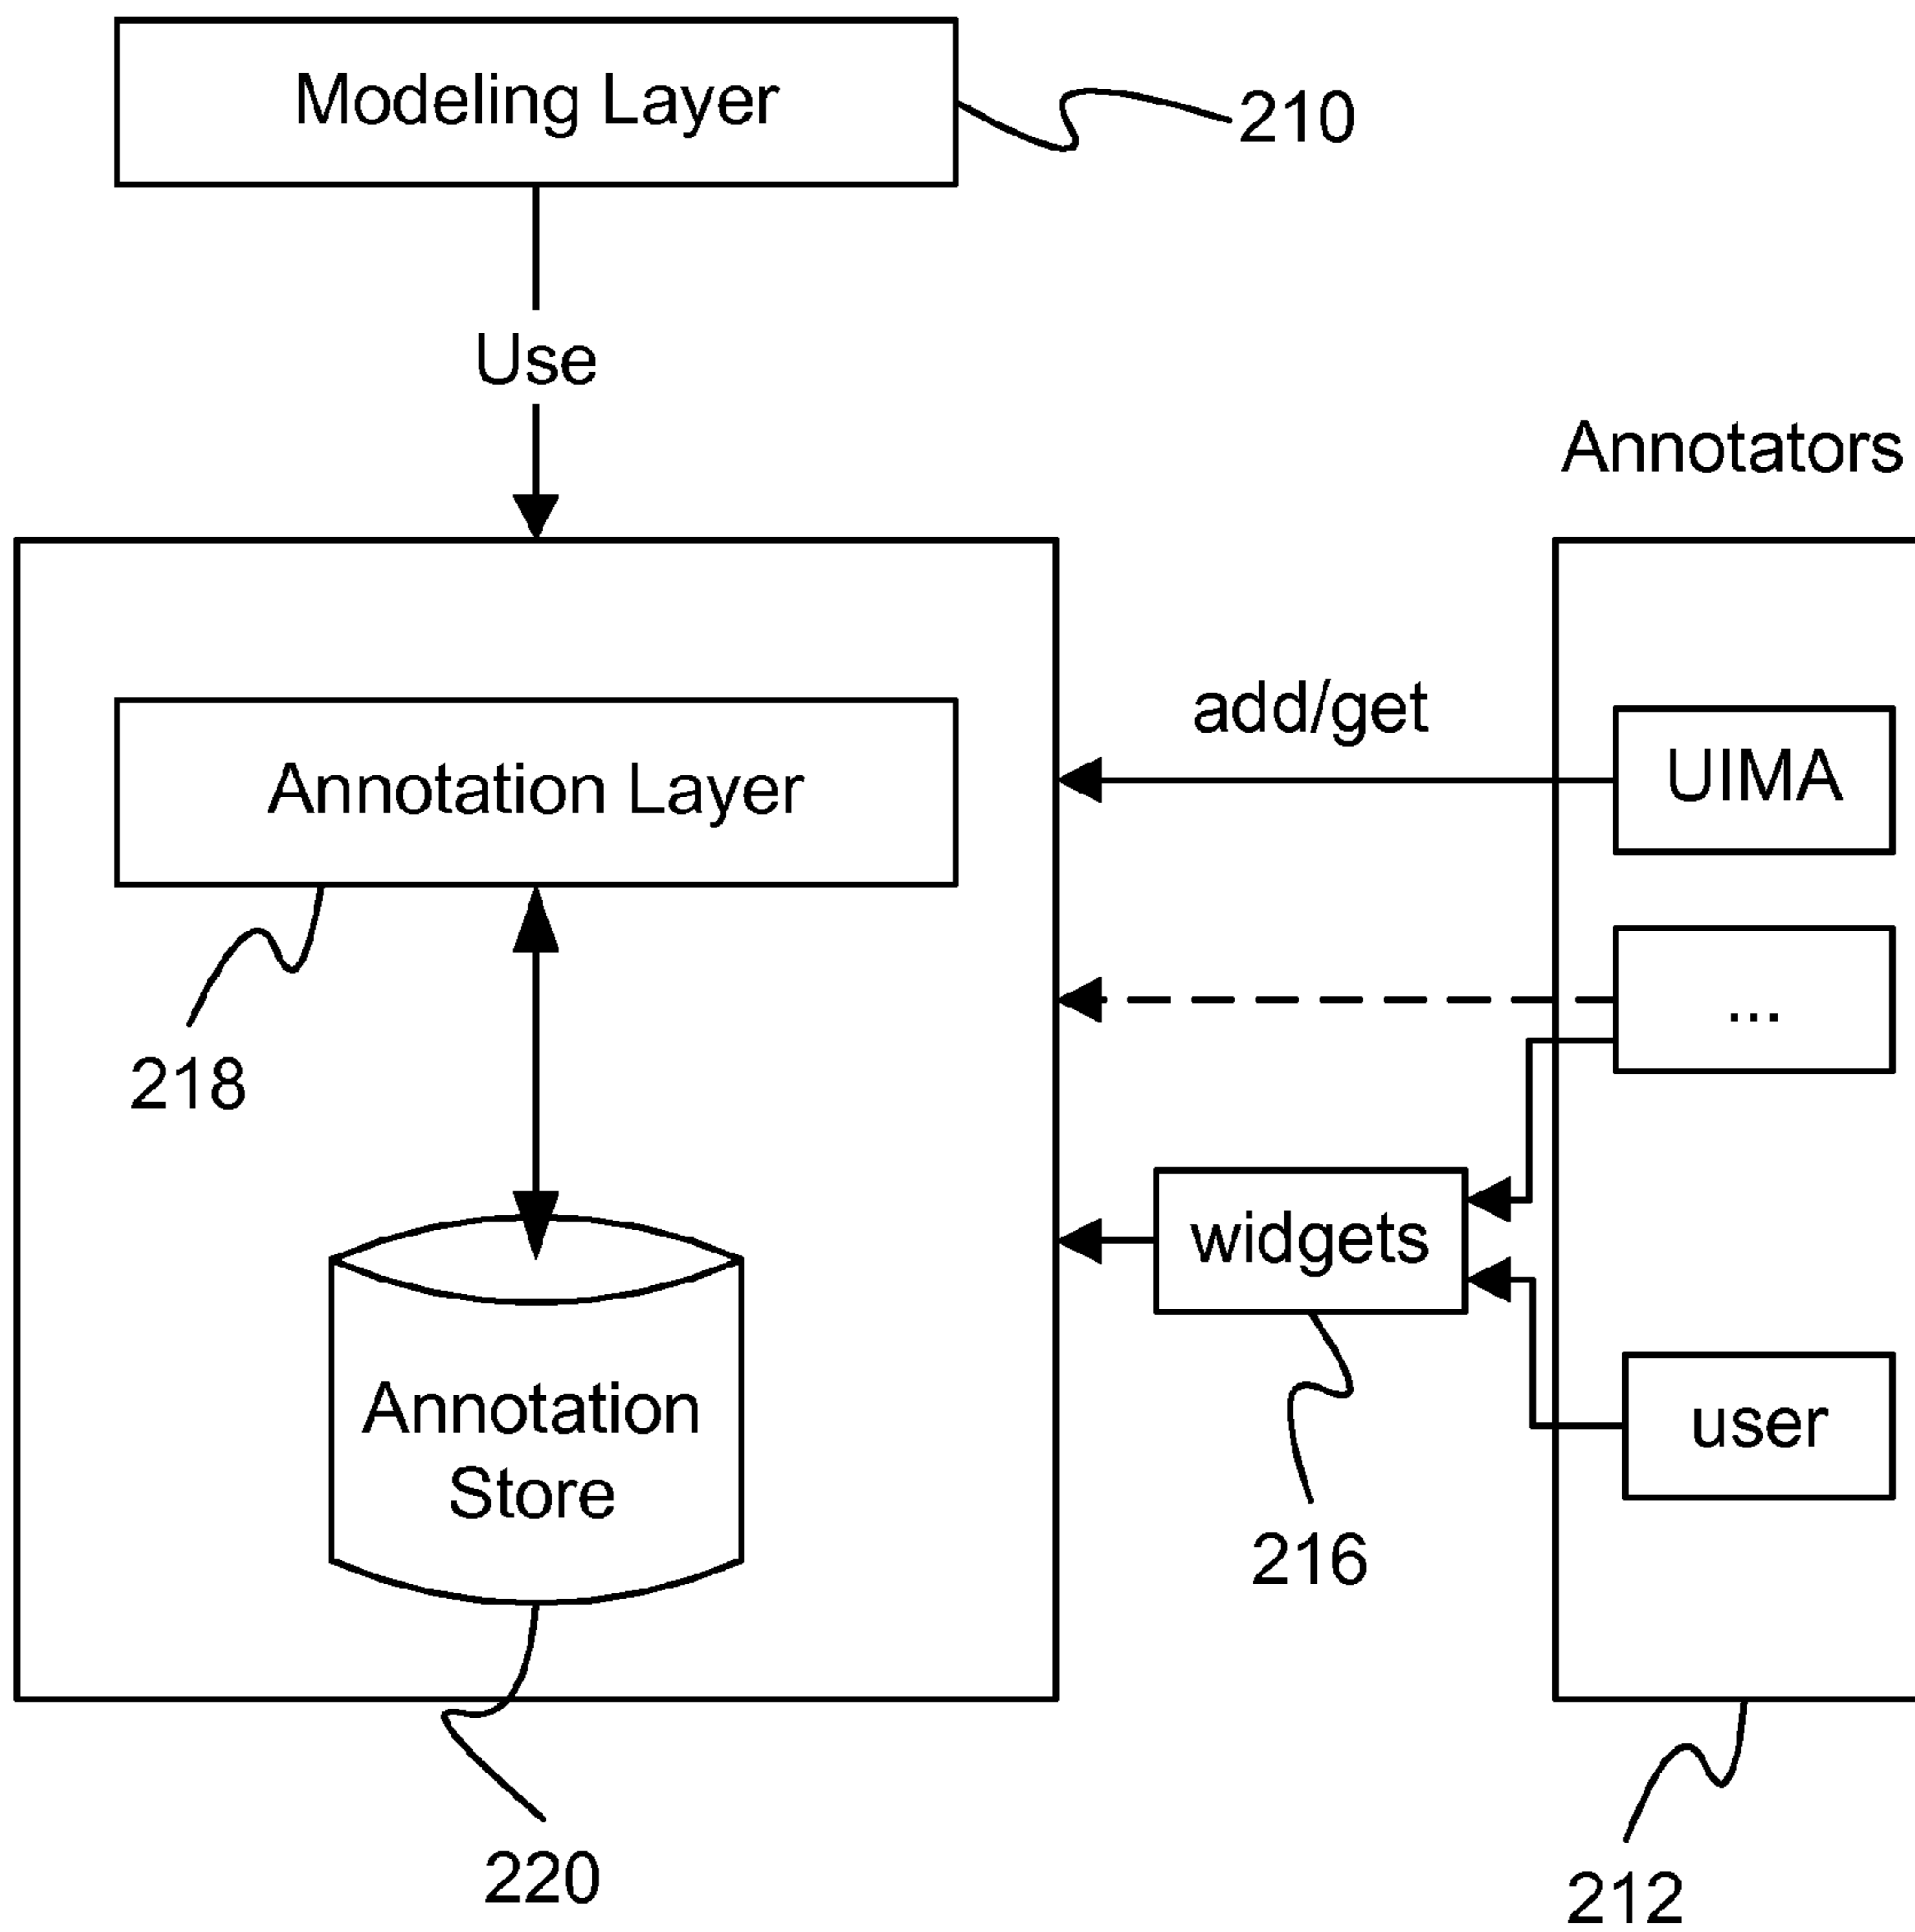 Modeling Layer
210
Use
Annotators
add/get
UIMA
Annotation Layer
...
218
widgets
Annotation
Store
user
216
220
212